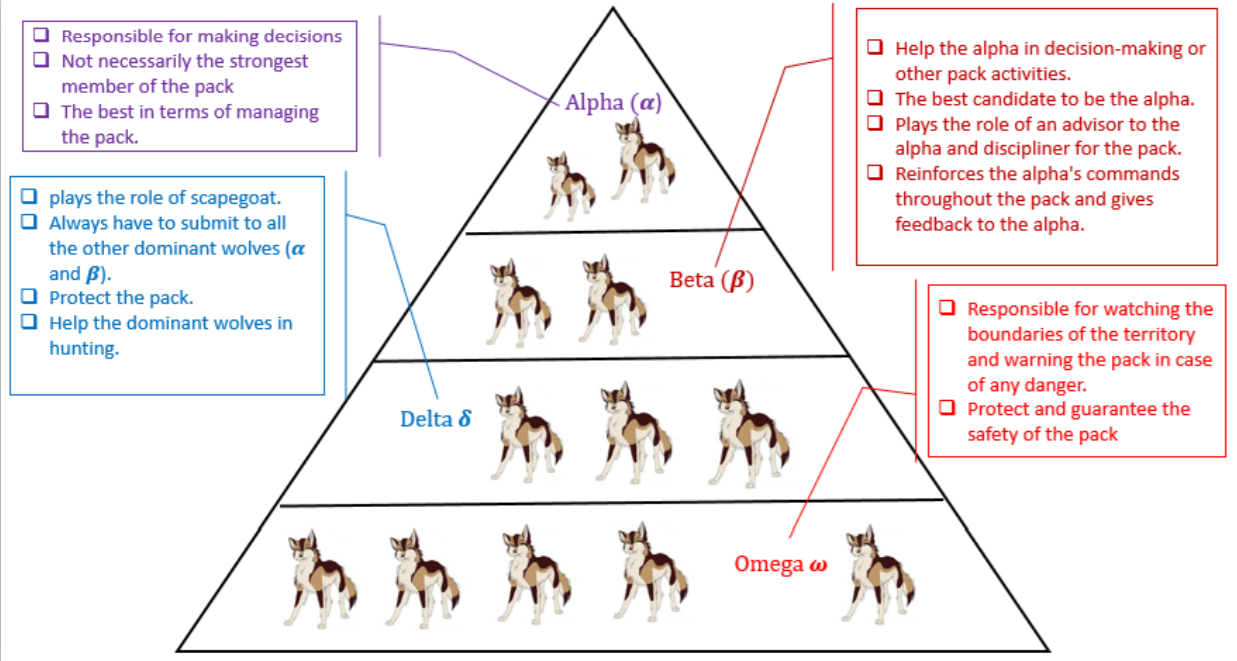 ❑ Responsible for making decisions
❑ Not necessarily the strongest
member of the pack
❑ The best in terms of managing
the pack.
Alpha (α)
❑ Help the alpha in decision-making or
other pack activities.
❑ The best candidate to be the alpha.
❑ Plays the role of an advisor to the
alpha and discipliner for the pack.
❑ Reinforces the alpha's commands
throughout the pack and gives
feedback to the alpha.
❑ plays the role of scapegoat.
❑ Always have to submit to all
the other dominant wolves (α
and β).
❑ Protect the pack.
❑ Help the dominant wolves in
hunting.
Beta (β)
❑ Responsible for watching the
boundaries of the territory
and warning the pack in case
of any danger.
❑ Protect and guarantee the
safety of the pack
Delta δ
Omega ω